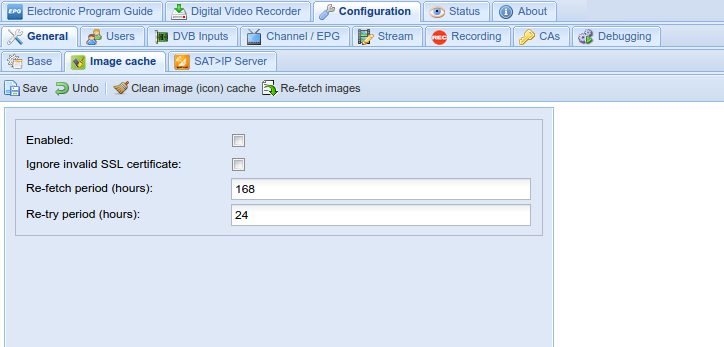 EPG Electronic Program Guide Digital Video Recorder Configuration Status About
General Users DVB Inputs Channel / EPG Stream REC Recording CAs Debugging
Base Image cache SAT>IP Server
Save Undo Clean image (icon) cache Re-fetch images
Enabled:
Ignore invalid SSL certificate:
Re-fetch period (hours): 168
Re-try period (hours): 24